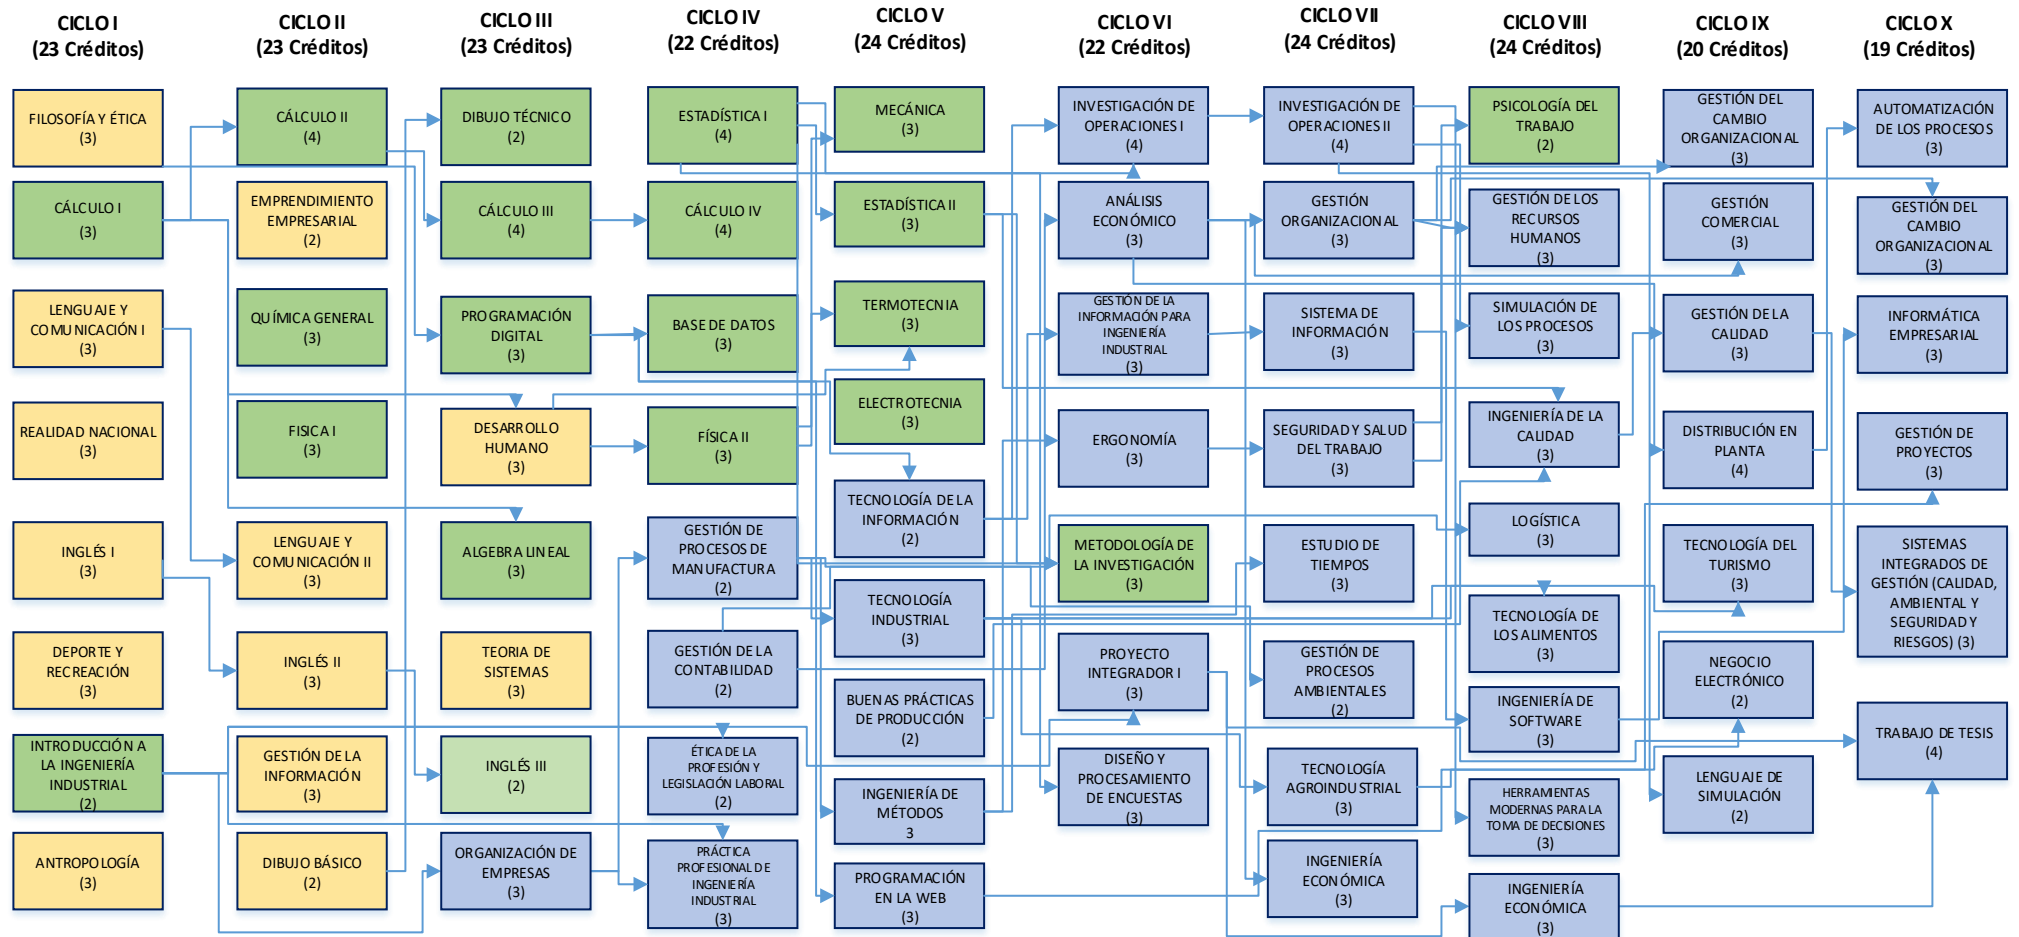 CICLO I
(23 Créditos)
FILOSOFÍA Y ÉTICA
(3)
CÁLCULO I
(3)
LENGUAJE Y
COMUNICACIÓN I
(3)
REALIDAD NACIONAL
(3)
INGLÉS I
(3)
DEPORTE Y
RECREACIÓN
(3)
INTRODUCCIÓN A
LA INGENIERÍA
INDUSTRIAL
(2)
ANTROPOLOGÍA
(3)
CICLO II
(23 Créditos)
CÁLCULO II
(4)
EMPRENDIMIENTO
EMPRESARIAL
(2)
QUÍMICA GENERAL
(3)
FISICA I
(3)
LENGUAJE Y
COMUNICACIÓN II
(3)
INGLÉS II
(3)
GESTIÓN DE LA
INFORMACIÓN
(3)
DIBUJO BÁSICO
(2)
CICLO III
(23 Créditos)
DIBUJO TÉCNICO
(2)
CÁLCULO III
(4)
PROGRAMACIÓN
DIGITAL
(3)
DESARROLLO
HUMANO
(3)
ALGEBRA LINEAL
(3)
TEORIA DE
SISTEMAS
(3)
INGLÉS III
(2)
ORGANIZACIÓN DE
EMPRESAS
(3)
CICLO IV
(22 Créditos)
ESTADÍSTICA I
(4)
CÁLCULO IV
(4)
BASE DE DATOS
(3)
FÍSICA II
(3)
GESTIÓN DE
PROCESOS DE
MANUFACTURA
(2)
GESTIÓN DE LA
CONTABILIDAD
(2)
ÉTICA DE LA
PROFESIÓN Y
LEGISLACIÓN LABORAL
(2)
PRÁCTICA
PROFESIONAL DE
INGENIERÍA
INDUSTRIAL
(3)
CICLO V
(24 Créditos)
MECÁNICA
(3)
ESTADÍSTICA II
(3)
TERMOTECNIA
(3)
ELECTROTECNIA
(3)
TECNOLOGÍA DE LA
INFORMACIÓN
(2)
TECNOLOGÍA
INDUSTRIAL
(3)
BUENAS PRÁCTICAS
DE PRODUCCIÓN
(2)
INGENIERÍA DE
MÉTODOS
3
PROGRAMACIÓN
EN LA WEB
(3)
CICLO VI
(22 Créditos)
INVESTIGACIÓN DE
OPERACIONES I
(4)
ANÁLISIS
ECONÓMICO
(3)
GESTIÓN DE LA
INFORMACIÓN PARA
INGENIERÍA
INDUSTRIAL
(3)
ERGONOMÍA
(3)
METODOLOGÍA DE
LA INVESTIGACIÓN
(3)
PROYECTO
INTEGRADOR I
(3)
DISEÑO Y
PROCESAMIENTO
DE ENCUESTAS
(3)
CICLO VII
(24 Créditos)
INVESTIGACIÓN DE
OPERACIONES II
(4)
GESTIÓN
ORGANIZACIONAL
(3)
SISTEMA DE
INFORMACIÓN
(3)
SEGURIDAD Y SALUD
DEL TRABAJO
(3)
ESTUDIO DE
TIEMPOS
(3)
GESTIÓN DE
PROCESOS
AMBIENTALES
(2)
TECNOLOGÍA
AGROINDUSTRIAL
(3)
INGENIERÍA
ECONÓMICA
(3)
CICLO VIII
(24 Créditos)
PSICOLOGÍA DEL
TRABAJO
(2)
GESTIÓN DE LOS
RECURSOS
HUMANOS
(3)
SIMULACIÓN DE
LOS PROCESOS
(3)
INGENIERÍA DE LA
CALIDAD
(3)
LOGÍSTICA
(3)
TECNOLOGÍA DE
LOS ALIMENTOS
(3)
INGENIERÍA DE
SOFTWARE
(3)
HERRAMIENTAS
MODERNAS PARA LA
TOMA DE DECISIONES
(3)
INGENIERÍA
ECONÓMICA
(3)
CICLO IX
(20 Créditos)
GESTIÓN DEL
CAMBIO
ORGANIZACIONAL
(3)
GESTIÓN
COMERCIAL
(3)
GESTIÓN DE LA
CALIDAD
(3)
DISTRIBUCIÓN EN
PLANTA
(4)
TECNOLOGÍA DEL
TURISMO
(3)
NEGOCIO
ELECTRÓNICO
(2)
LENGUAJE DE
SIMULACIÓN
(2)
CICLO X
(19 Créditos)
AUTOMATIZACIÓN
DE LOS PROCESOS
(3)
GESTIÓN DEL
CAMBIO
ORGANIZACIONAL
(3)
INFORMÁTICA
EMPRESARIAL
(3)
GESTIÓN DE
PROYECTOS
(3)
SISTEMAS
INTEGRADOS DE
GESTIÓN (CALIDAD,
AMBIENTAL Y
SEGURIDAD Y
RIESGOS) (3)
TRABAJO DE TESIS
(4)